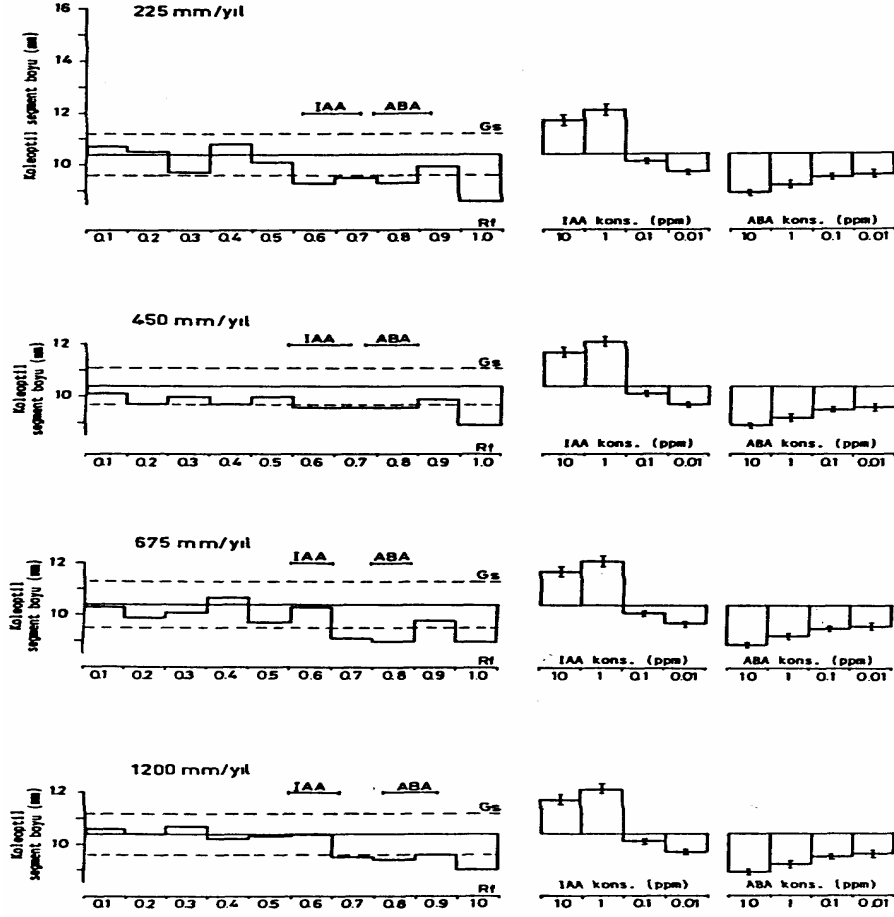 225 mm/yıl
Koleoptil segment boyu (mm)
16
14
12
10
IAA ABA
Gs
Rf
0.1 0.2 0.3 0.4 0.5 0.6 0.7 0.8 0.9 1.0
IAA kons. (ppm)
10 1 0.1 0.01
ABA kons. (ppm)
10 1 0.1 0.01
450 mm/yıl
Koleoptil
segment boyu (mm)
12
10
IAA ABA
Gs
Rf
0.1 0.2 0.3 0.4 0.5 0.6 0.7 0.8 0.9 1.0
IAA kons. (ppm)
10 1 0.1 0.01
ABA kons. (ppm)
10 1 0.1 0.01
675 mm/yıl
Koleoptil
segment boyu (mm)
12
10
IAA ABA
Gs
Rf
0.1 0.2 0.3 0.4 0.5 0.6 0.7 0.8 0.9 1.0
IAA kons. (ppm)
10 1 0.1 0.01
ABA kons. (ppm)
10 1 0.1 0.01
1200 mm/yıl
Koleoptil
segment boyu (mm)
12
10
IAA ABA
Gs
Rf
0.1 0.2 0.3 0.4 0.5 0.6 0.7 0.8 0.9 1.0
IAA kons. (ppm)
10 1 0.1 0.01
ABA kons. (ppm)
10 1 0.1 0.01